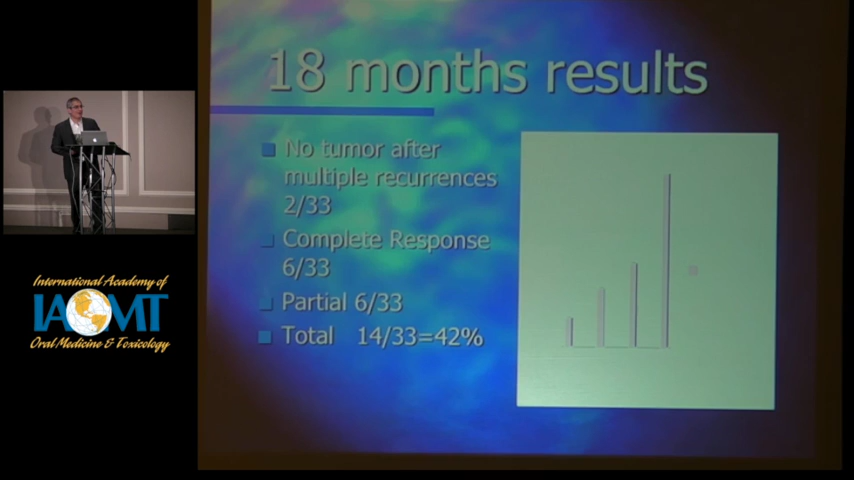 18 months results
No tumor after
multiple recurrences
2/33
Complete Response
6/33
Partial 6/33
Total 14/33=42%
International Academy of
IAOMT
Oral Medicine & Toxicology